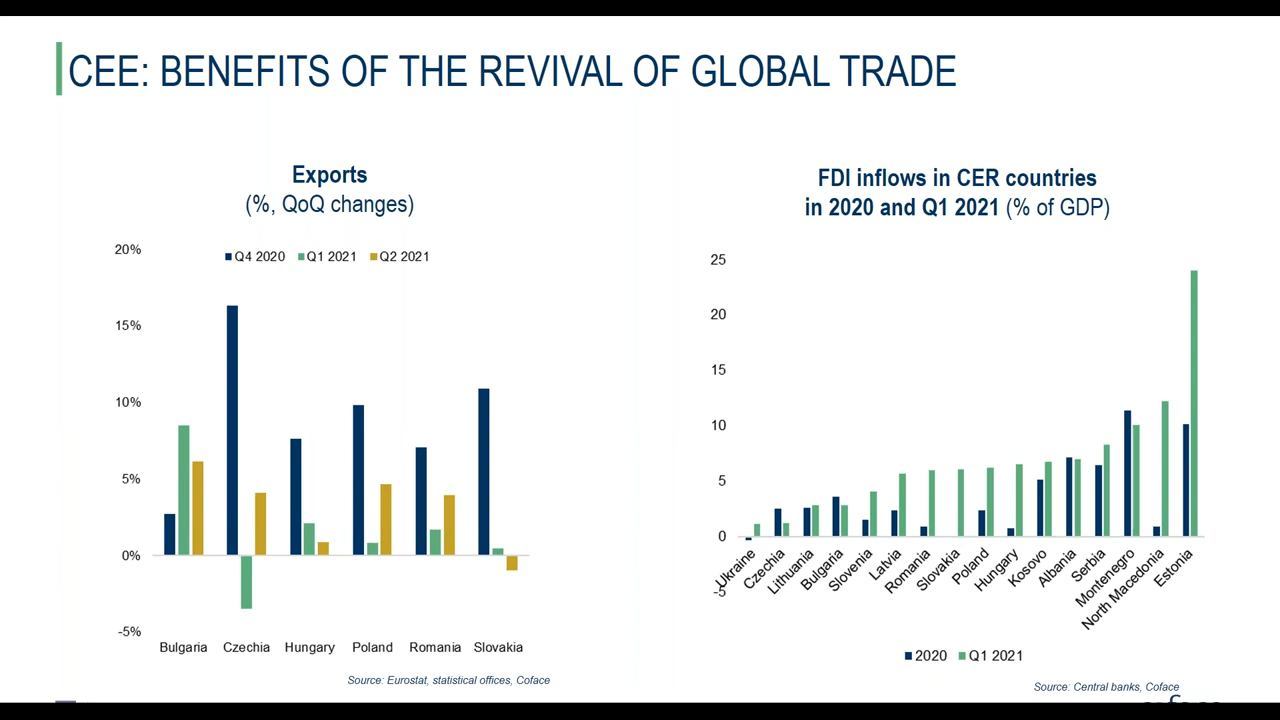 CEE: BENEFITS OF THE REVIVAL OF GLOBAL TRADE
Exports
(%, QoQ changes)
Q4 2020 Q1 2021 Q2 2021
20%
15%
10%
5%
0%
-5%
Bulgaria Czechia Hungary Poland Romania Slovakia
Source: Eurostat, statistical offices, Coface
FDI inflows in CER countries
in 2020 and Q1 2021 (% of GDP)
25
20
15
10
5
0
-5
Ukraine
Czechia
Lithuania
Bulgaria
Slovenia
Latvia
Romania
Slovakia
Poland
Hungary
Kosovo
Albania
Serbia
Montenegro
North Macedonia
Estonia
2020 Q1 2021
Source: Central banks, Coface